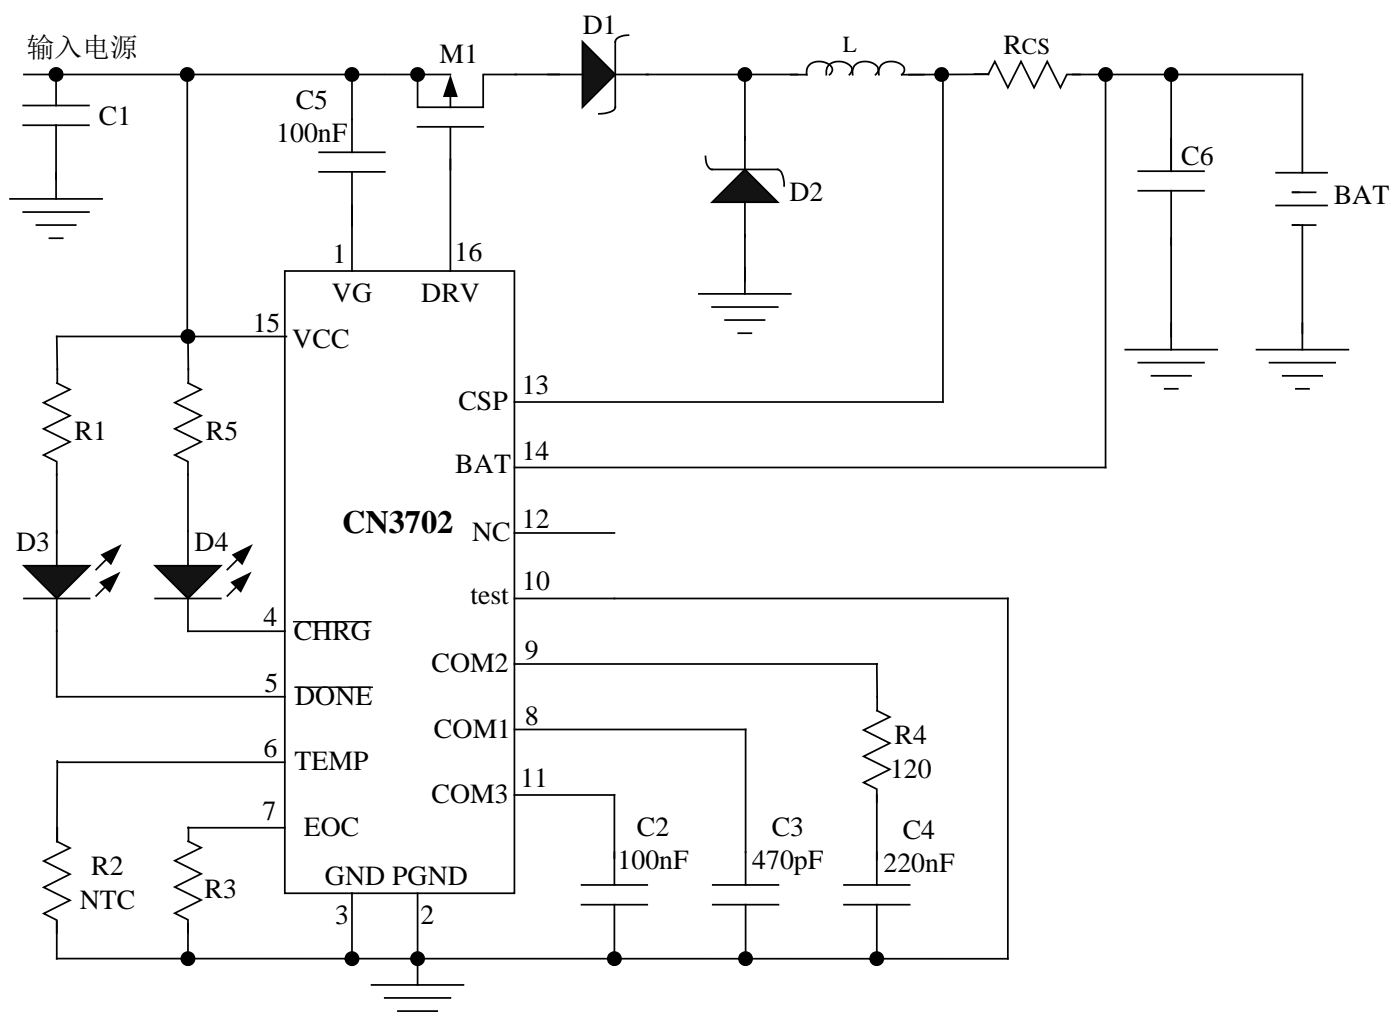 D1
输入电源
M1
L
RCS
C1
C5
100nF
C6
D2
BAT
1
16
VG
DRV
15
VCC
13
CSP
R1
R5
14
BAT
CN3702
12
NC
D3
D4
10
test
4
CHRG
9
COM2
5
DONE
8
COM1
R4
120
6
TEMP
11
COM3
7
EOC
C2
100nF
C3
470pF
C4
220nF
R2
NTC
R3
GND PGND
3
2